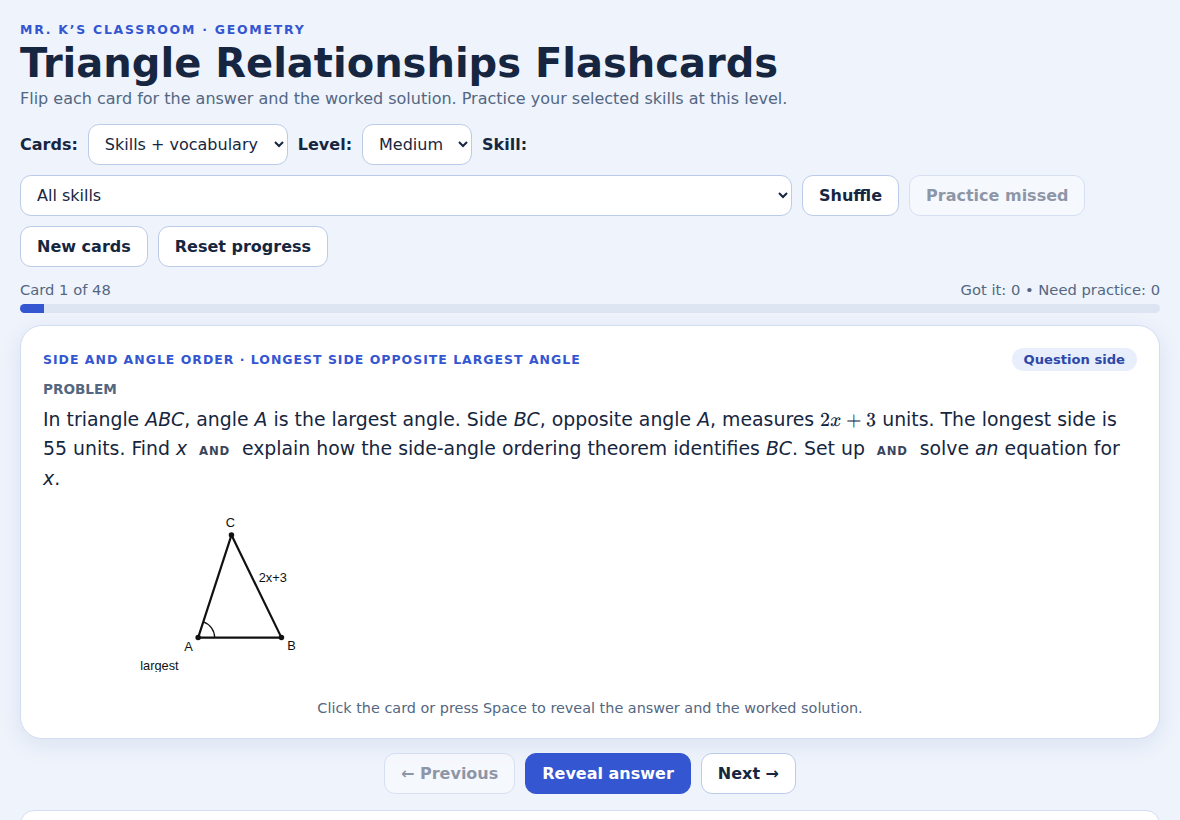 MR. K'S CLASSROOM · GEOMETRY
Triangle Relationships Flashcards
Flip each card for the answer and the worked solution. Practice your selected skills at this level.
Cards: Skills + vocabulary Level: Medium Skill:
All skills Shuffle Practice missed
New cards Reset progress
Card 1 of 48 Got it: 0 • Need practice: 0
SIDE AND ANGLE ORDER · LONGEST SIDE OPPOSITE LARGEST ANGLE Question side
PROBLEM
In triangle ABC, angle A is the largest angle. Side BC, opposite angle A, measures 2x + 3 units. The longest side is
55 units. Find x AND explain how the side-angle ordering theorem identifies BC. Set up AND solve an equation for
x.
C
2x+3
A B
largest
Click the card or press Space to reveal the answer and the worked solution.
← Previous Reveal answer Next →